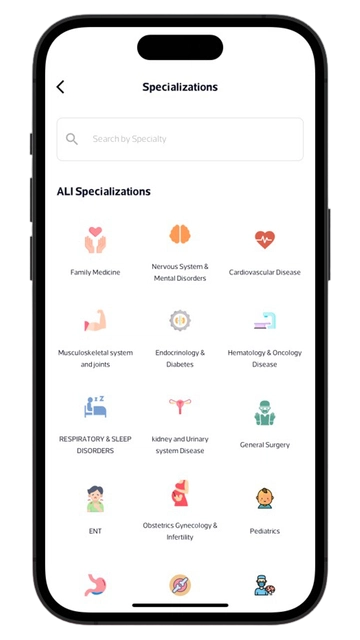 Specializations
Search by Specialty
ALI Specializations
Family Medicine
Nervous System &
Mental Disorders
Cardiovascular Disease
Musculoskeletal system
and joints
Endocrinology &
Diabetes
Hematology & Oncology
Disease
RESPIRATORY & SLEEP
DISORDERS
kidney and Urinary
system Disease
General Surgery
ENT
Obstetrics Gynecology &
Infertility
Pediatrics